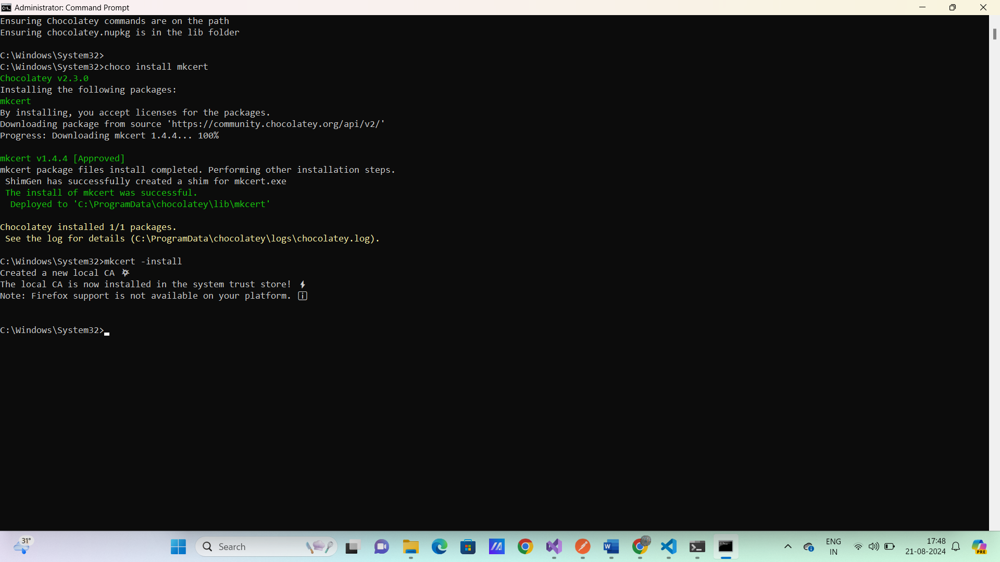 Administrator: Command Prompt
Ensuring Chocolatey commands are on the path
Ensuring chocolatey.nupkg is in the lib folder
C:\Windows\System32>
C:\Windows\System32>choco install mkcert
Chocolatey v2.3.0
Installing the following packages:
mkcert
By installing, you accept licenses for the packages.
Downloading package from source 'https://community.chocolatey.org/api/v2/'
Progress: Downloading mkcert 1.4.4... 100%
mkcert v1.4.4 [Approved]
mkcert package files install completed. Performing other installation steps.
ShimGen has successfully created a shim for mkcert.exe
The install of mkcert was successful.
Deployed to 'C:\ProgramData\chocolatey\lib\mkcert'
Chocolatey installed 1/1 packages.
See the log for details (C:\ProgramData\chocolatey\logs\chocolatey.log).
C:\Windows\System32>mkcert -install
Created a new local CA 💥
The local CA is now installed in the system trust store! ⚡
Note: Firefox support is not available on your platform. ℹ️
C:\Windows\System32>
31°
Search
ENG
IN
17:48
21-08-2024
PRE